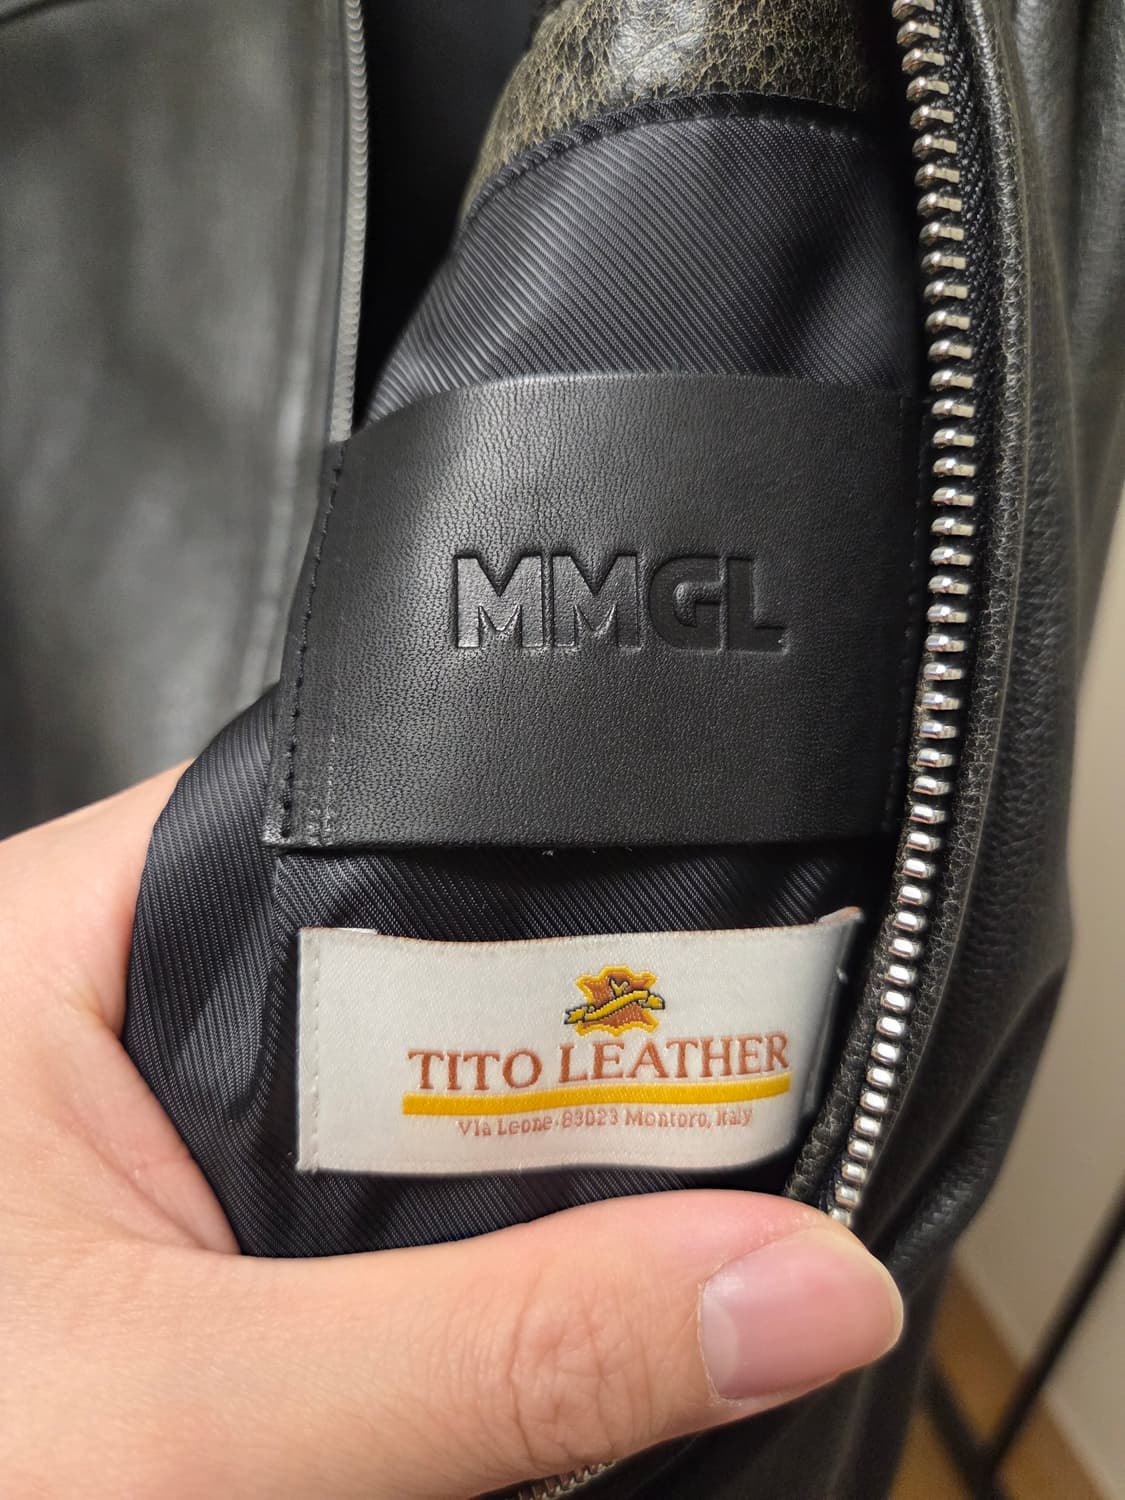 MMGL
TITO LEATHER
Via Leone·83023 Montoro, Italy